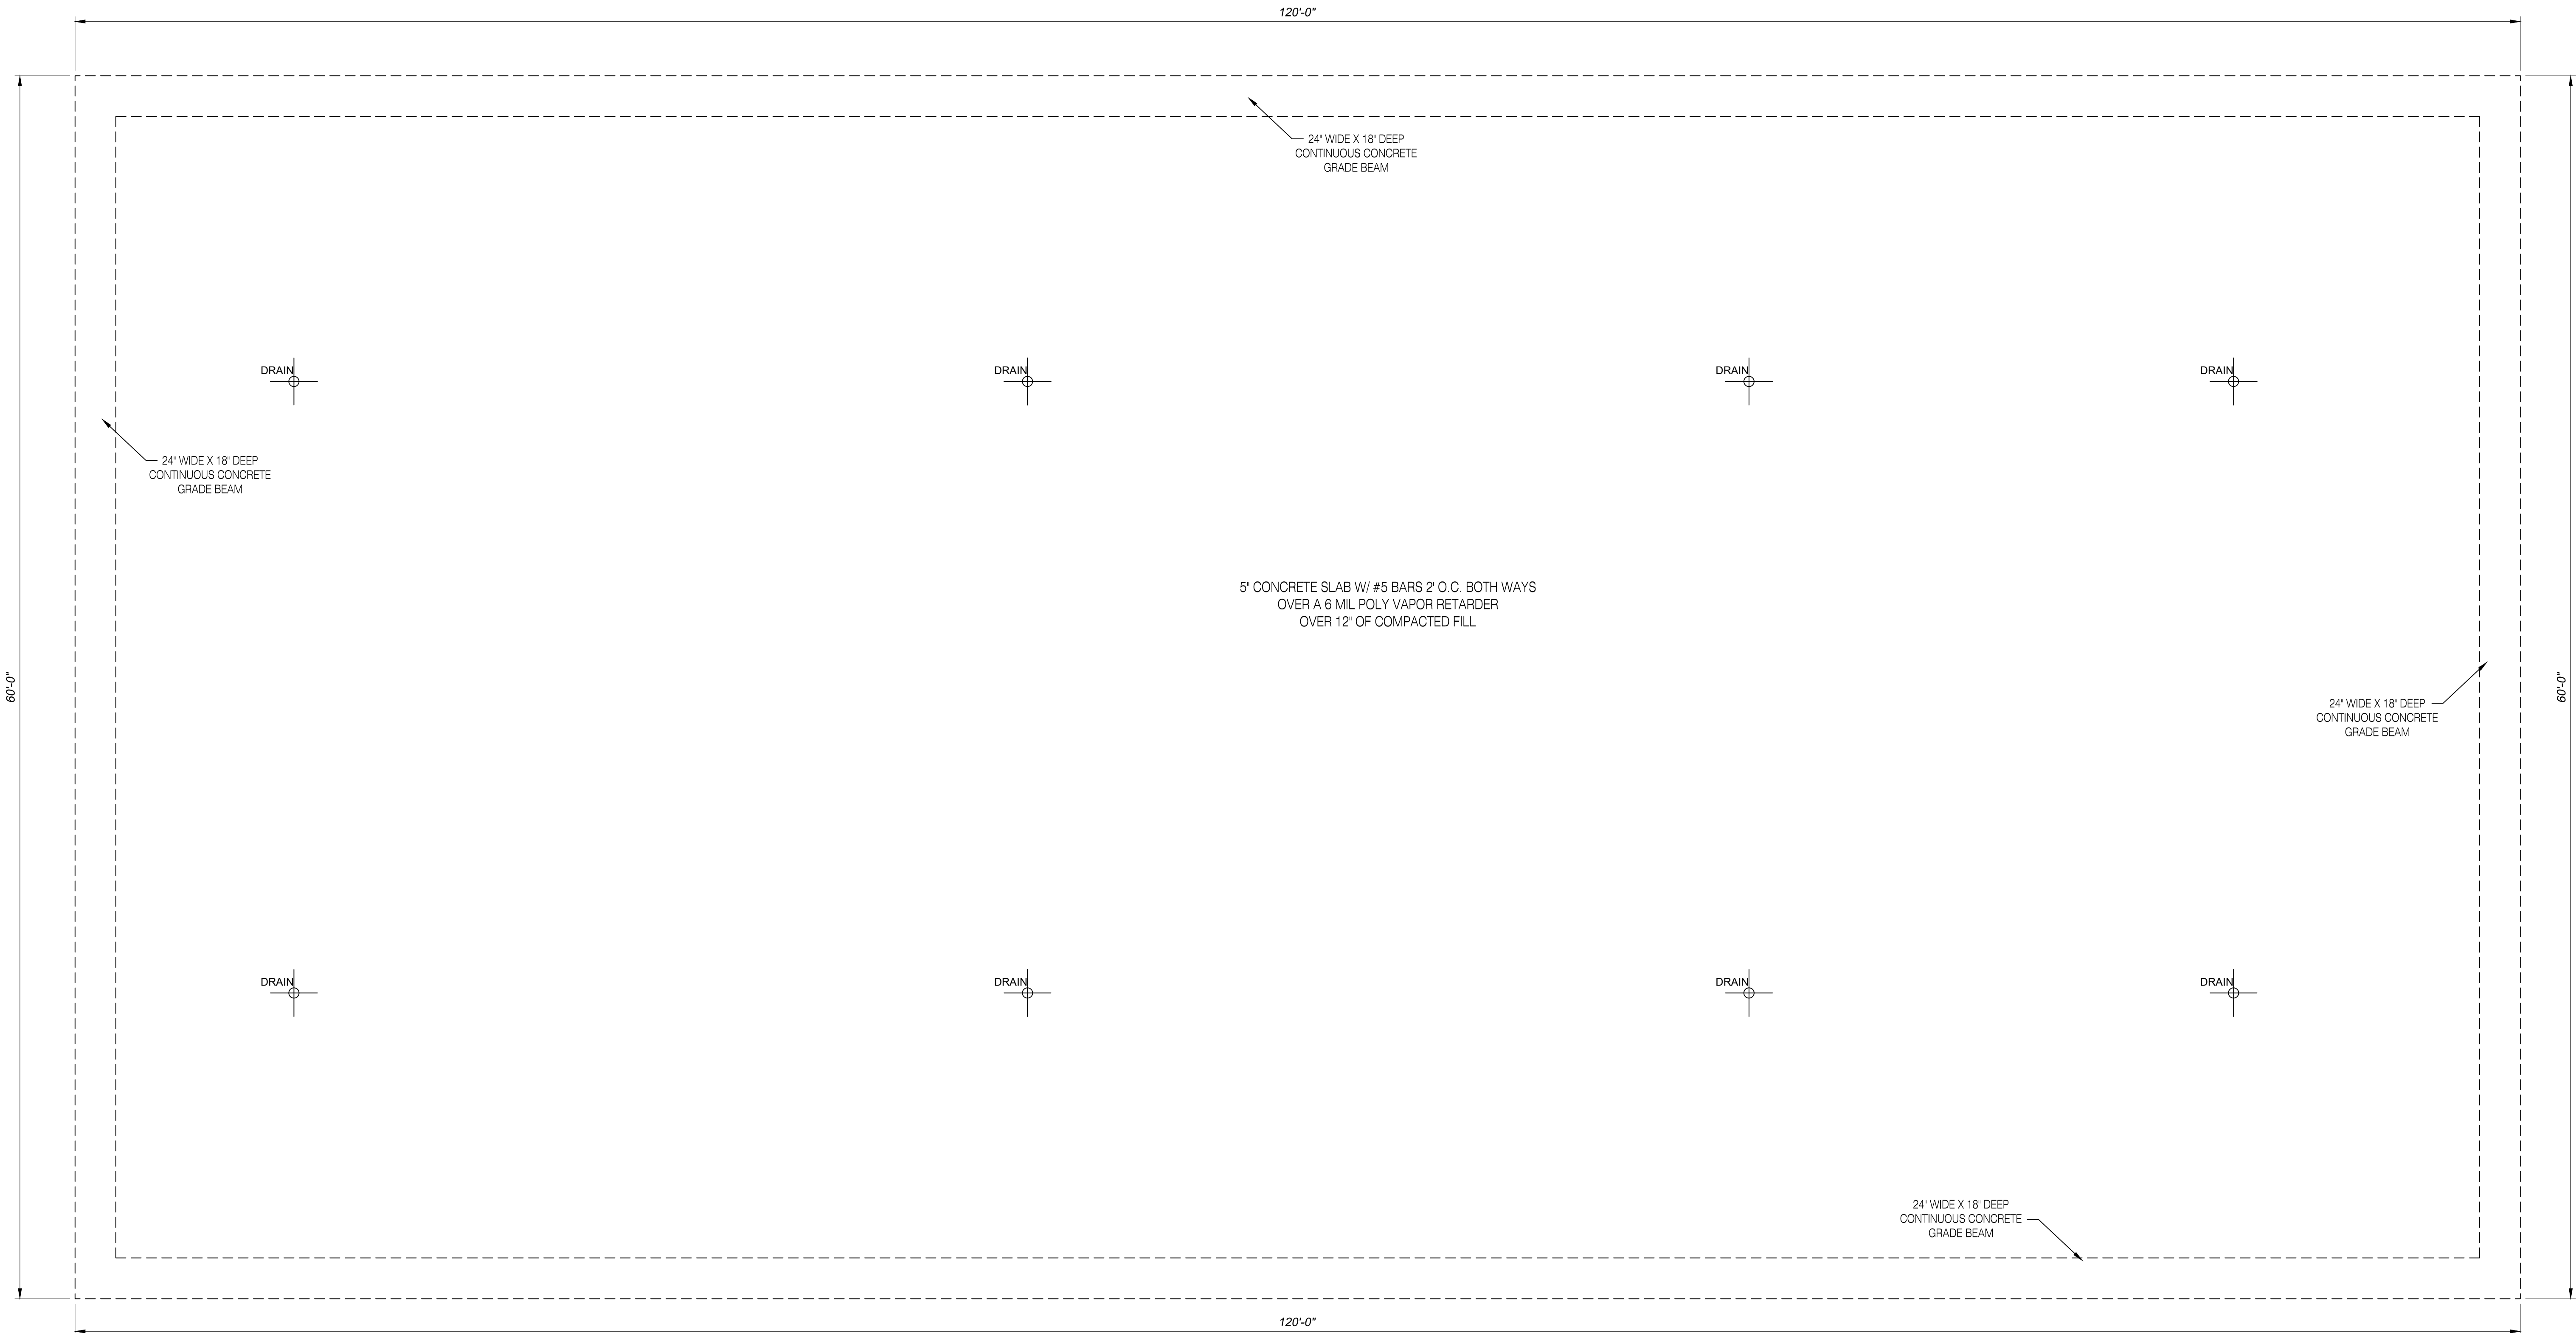 120'-0"
24" WIDE X 18" DEEP
CONTINUOUS CONCRETE
GRADE BEAM
DRAIN
DRAIN
DRAIN
DRAIN
24" WIDE X 18" DEEP
CONTINUOUS CONCRETE
GRADE BEAM
5" CONCRETE SLAB W/ #5 BARS 2' O.C. BOTH WAYS
OVER A 6 MIL POLY VAPOR RETARDER
OVER 12" OF COMPACTED FILL
60'-0"
60'-0"
24" WIDE X 18" DEEP
CONTINUOUS CONCRETE
GRADE BEAM
DRAIN
DRAIN
DRAIN
DRAIN
24" WIDE X 18" DEEP
CONTINUOUS CONCRETE
GRADE BEAM
120'-0"